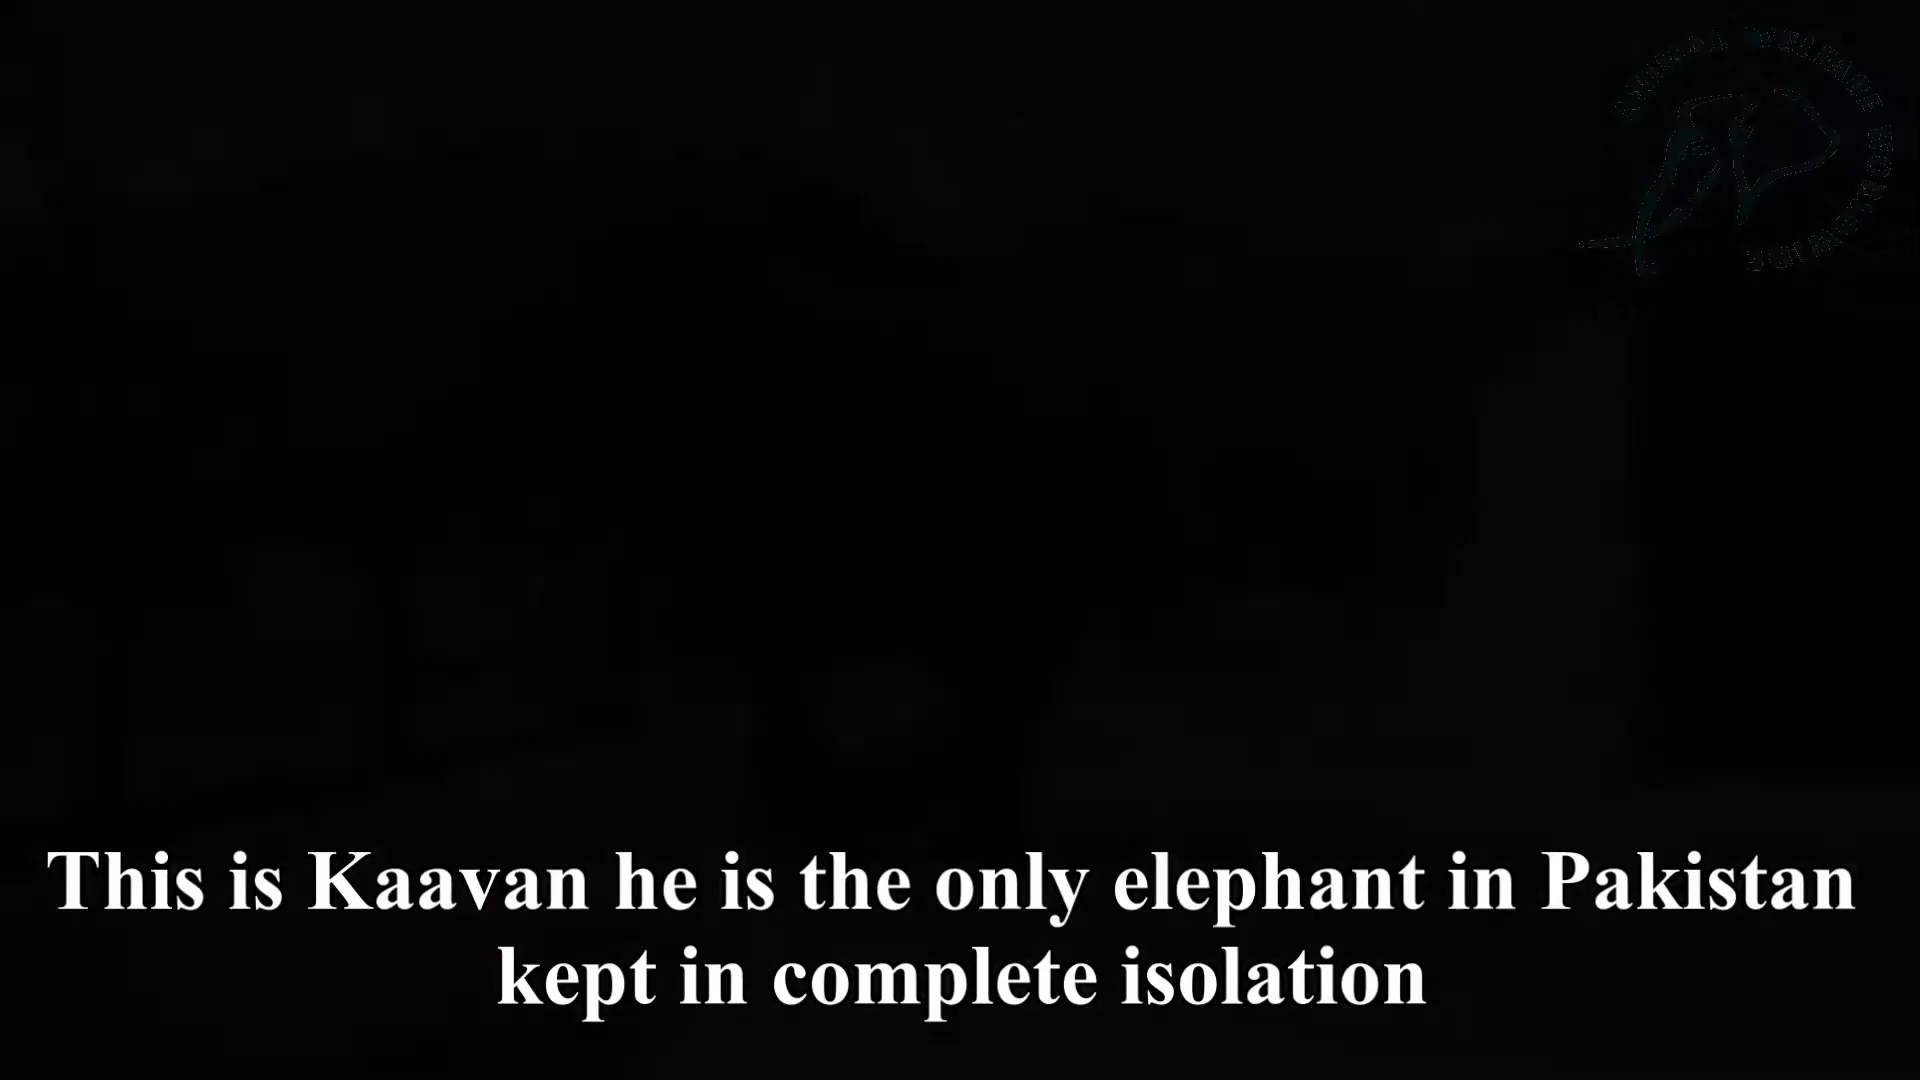 This is Kaavan he is the only elephant in Pakistan
kept in complete isolation